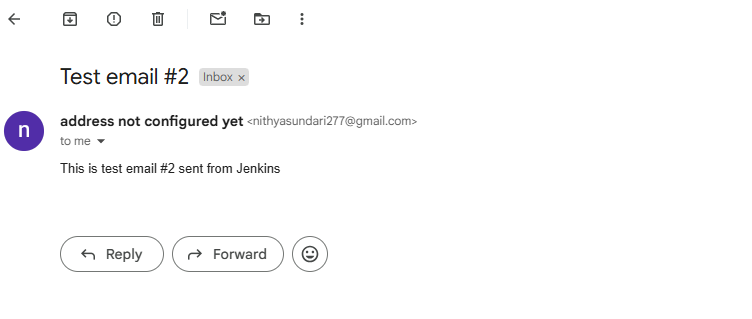 Test email #2 Inbox ×
n
address not configured yet <nithyasundari277@gmail.com>
to me
This is test email #2 sent from Jenkins
Reply
Forward